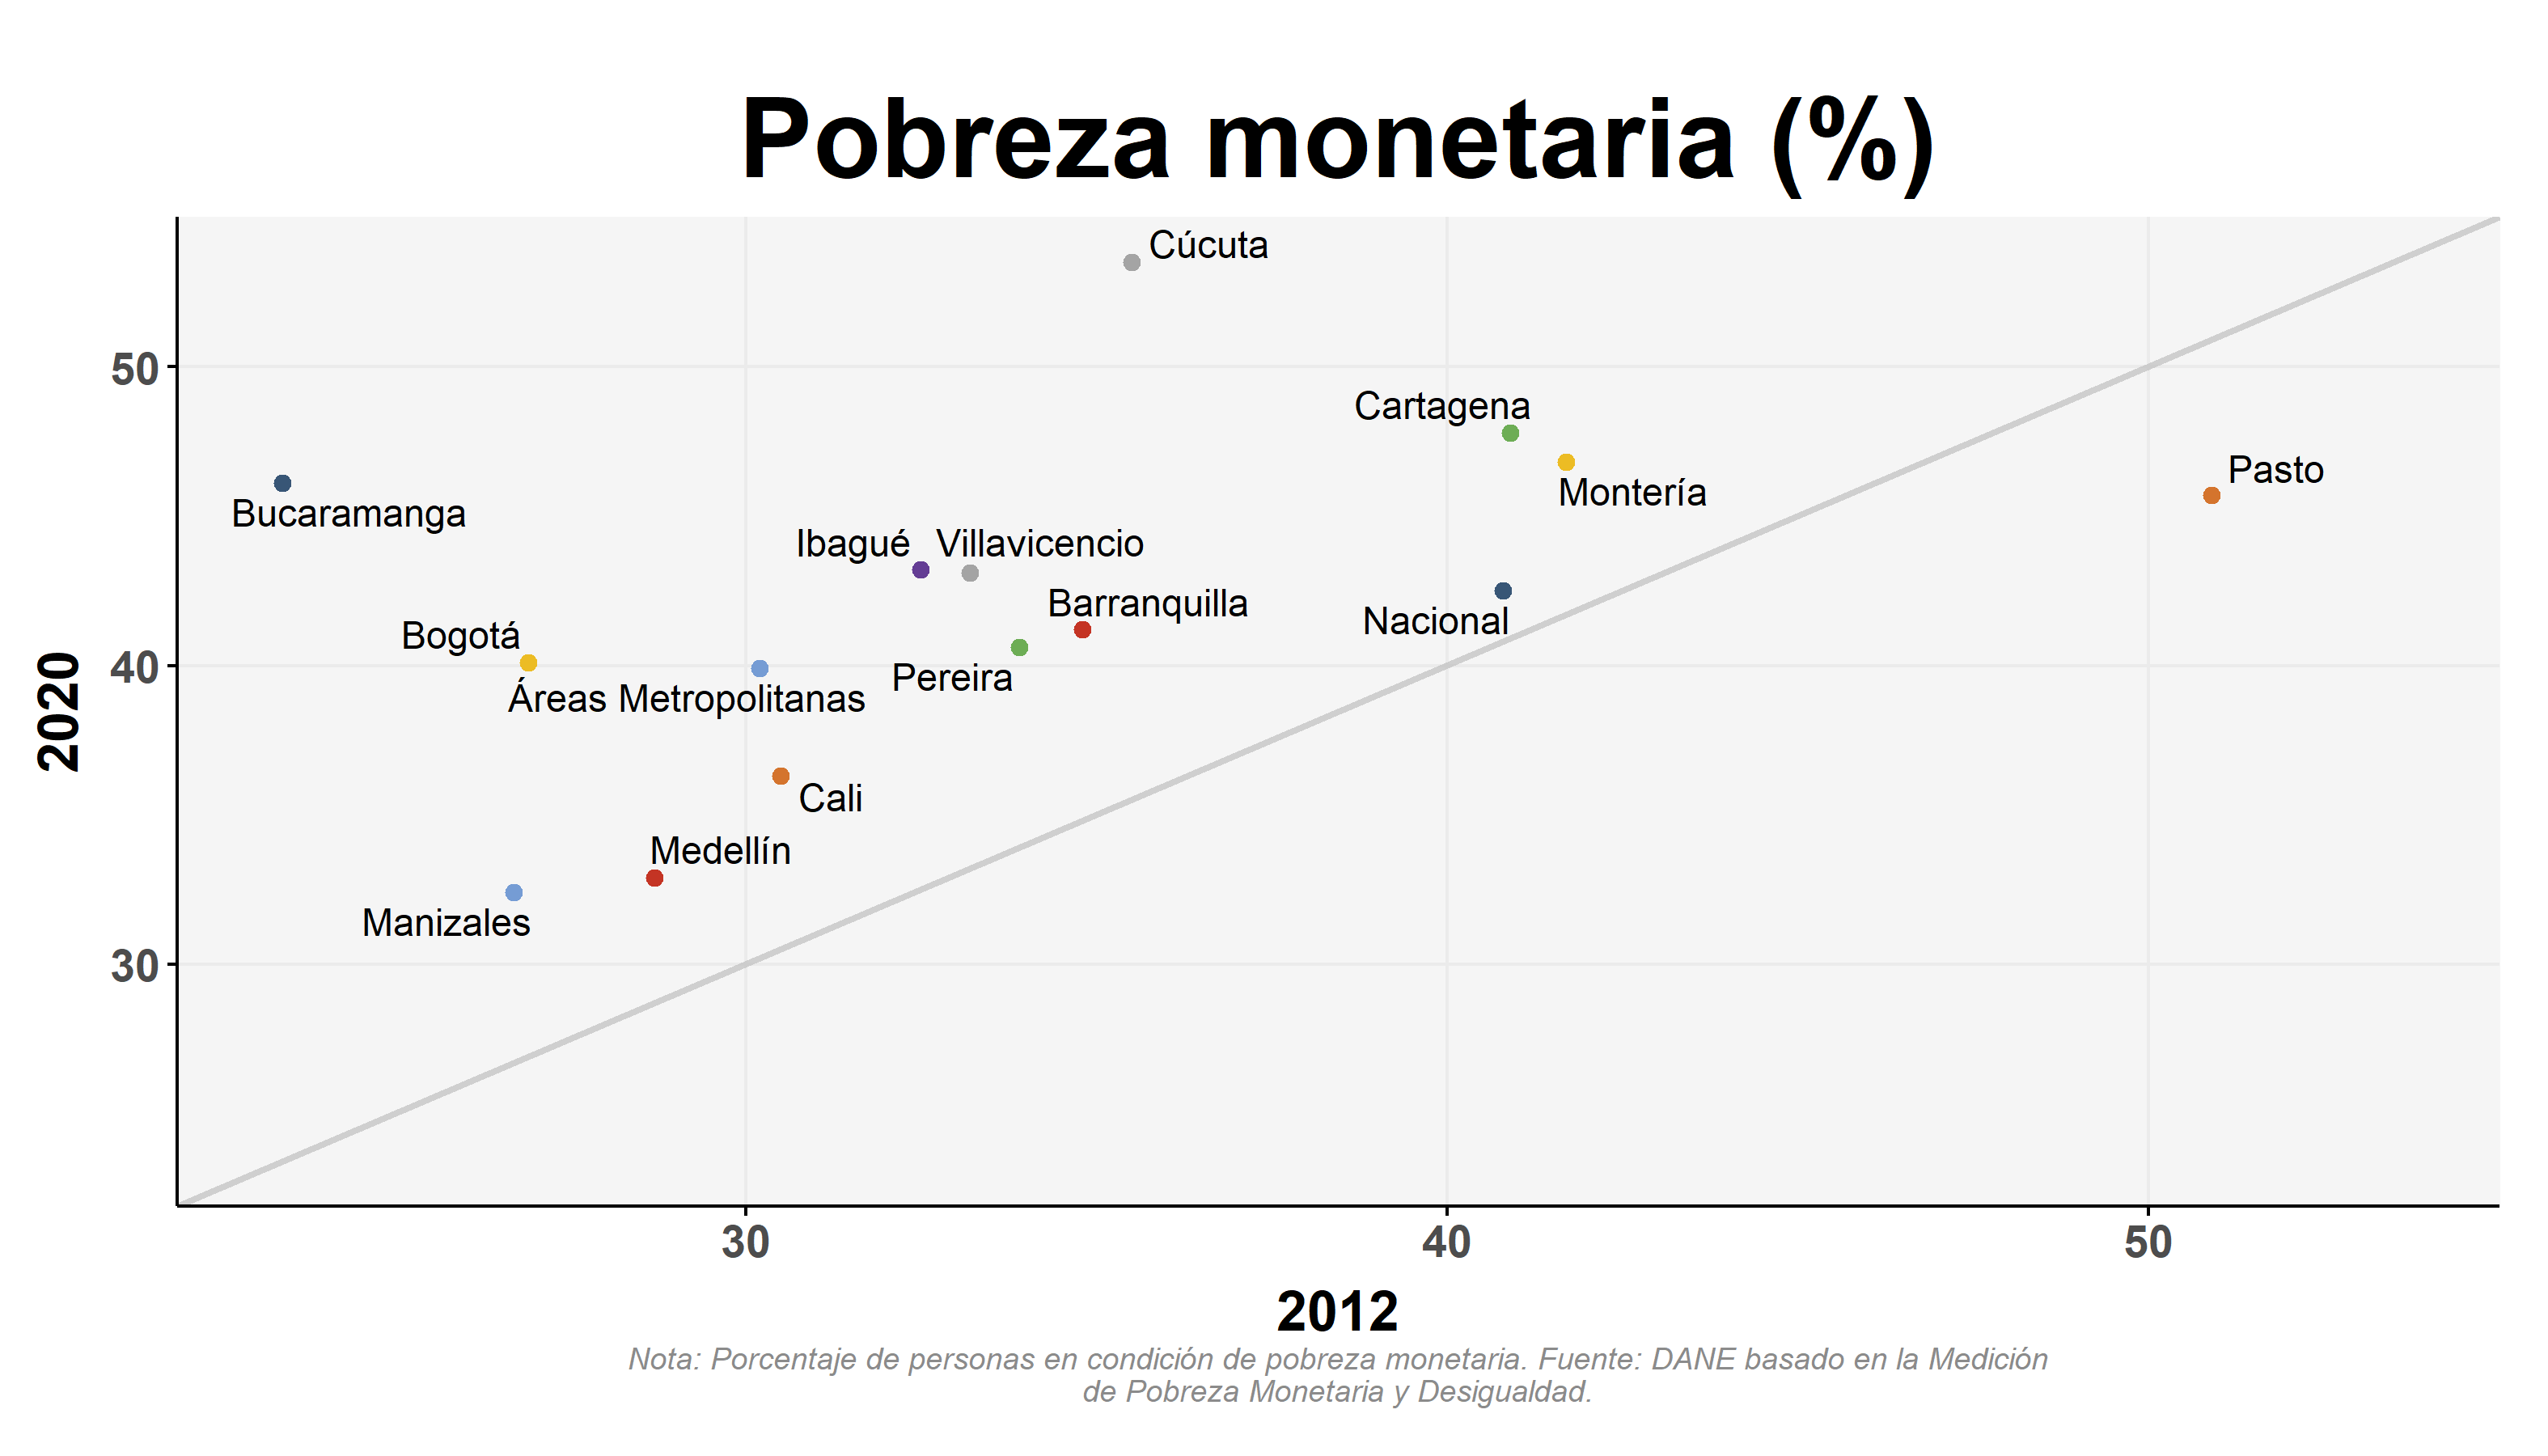 Pobreza monetaria (%)
Cúcuta
50
Cartagena
Montería
Pasto
Bucaramanga
Ibagué
Villavicencio
Barranquilla
Nacional
Bogotá
40
Pereira
Áreas Metropolitanas
2020
Cali
Medellín
Manizales
30
30
40
50
2012
Nota: Porcentaje de personas en condición de pobreza monetaria. Fuente: DANE basado en la Medición
de Pobreza Monetaria y Desigualdad.